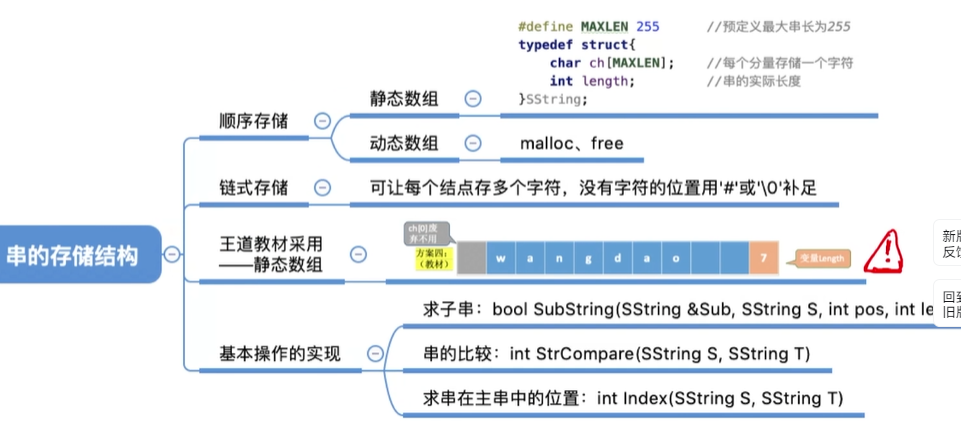 #define MAXLEN 255 //预定义最大串长为255
typedef struct{
char ch[MAXLEN]; //每个分量存储一个字符
int length; //串的实际长度
}SString;
静态数组
顺序存储
动态数组
malloc、free
链式存储
可让每个结点存多个字符，没有字符的位置用'#'或'\0'补足
串的存储结构
王道教材采用
——静态数组
ch[0]废
弃不用
方案四：
（教材）
w a n g d a o 7
变量Length
!
新版
反馈
回到
旧版
求子串：bool SubString(SString &Sub, SString S, int pos, int le
基本操作的实现
串的比较：int StrCompare(SString S, SString T)
求串在主串中的位置：int Index(SString S, SString T)